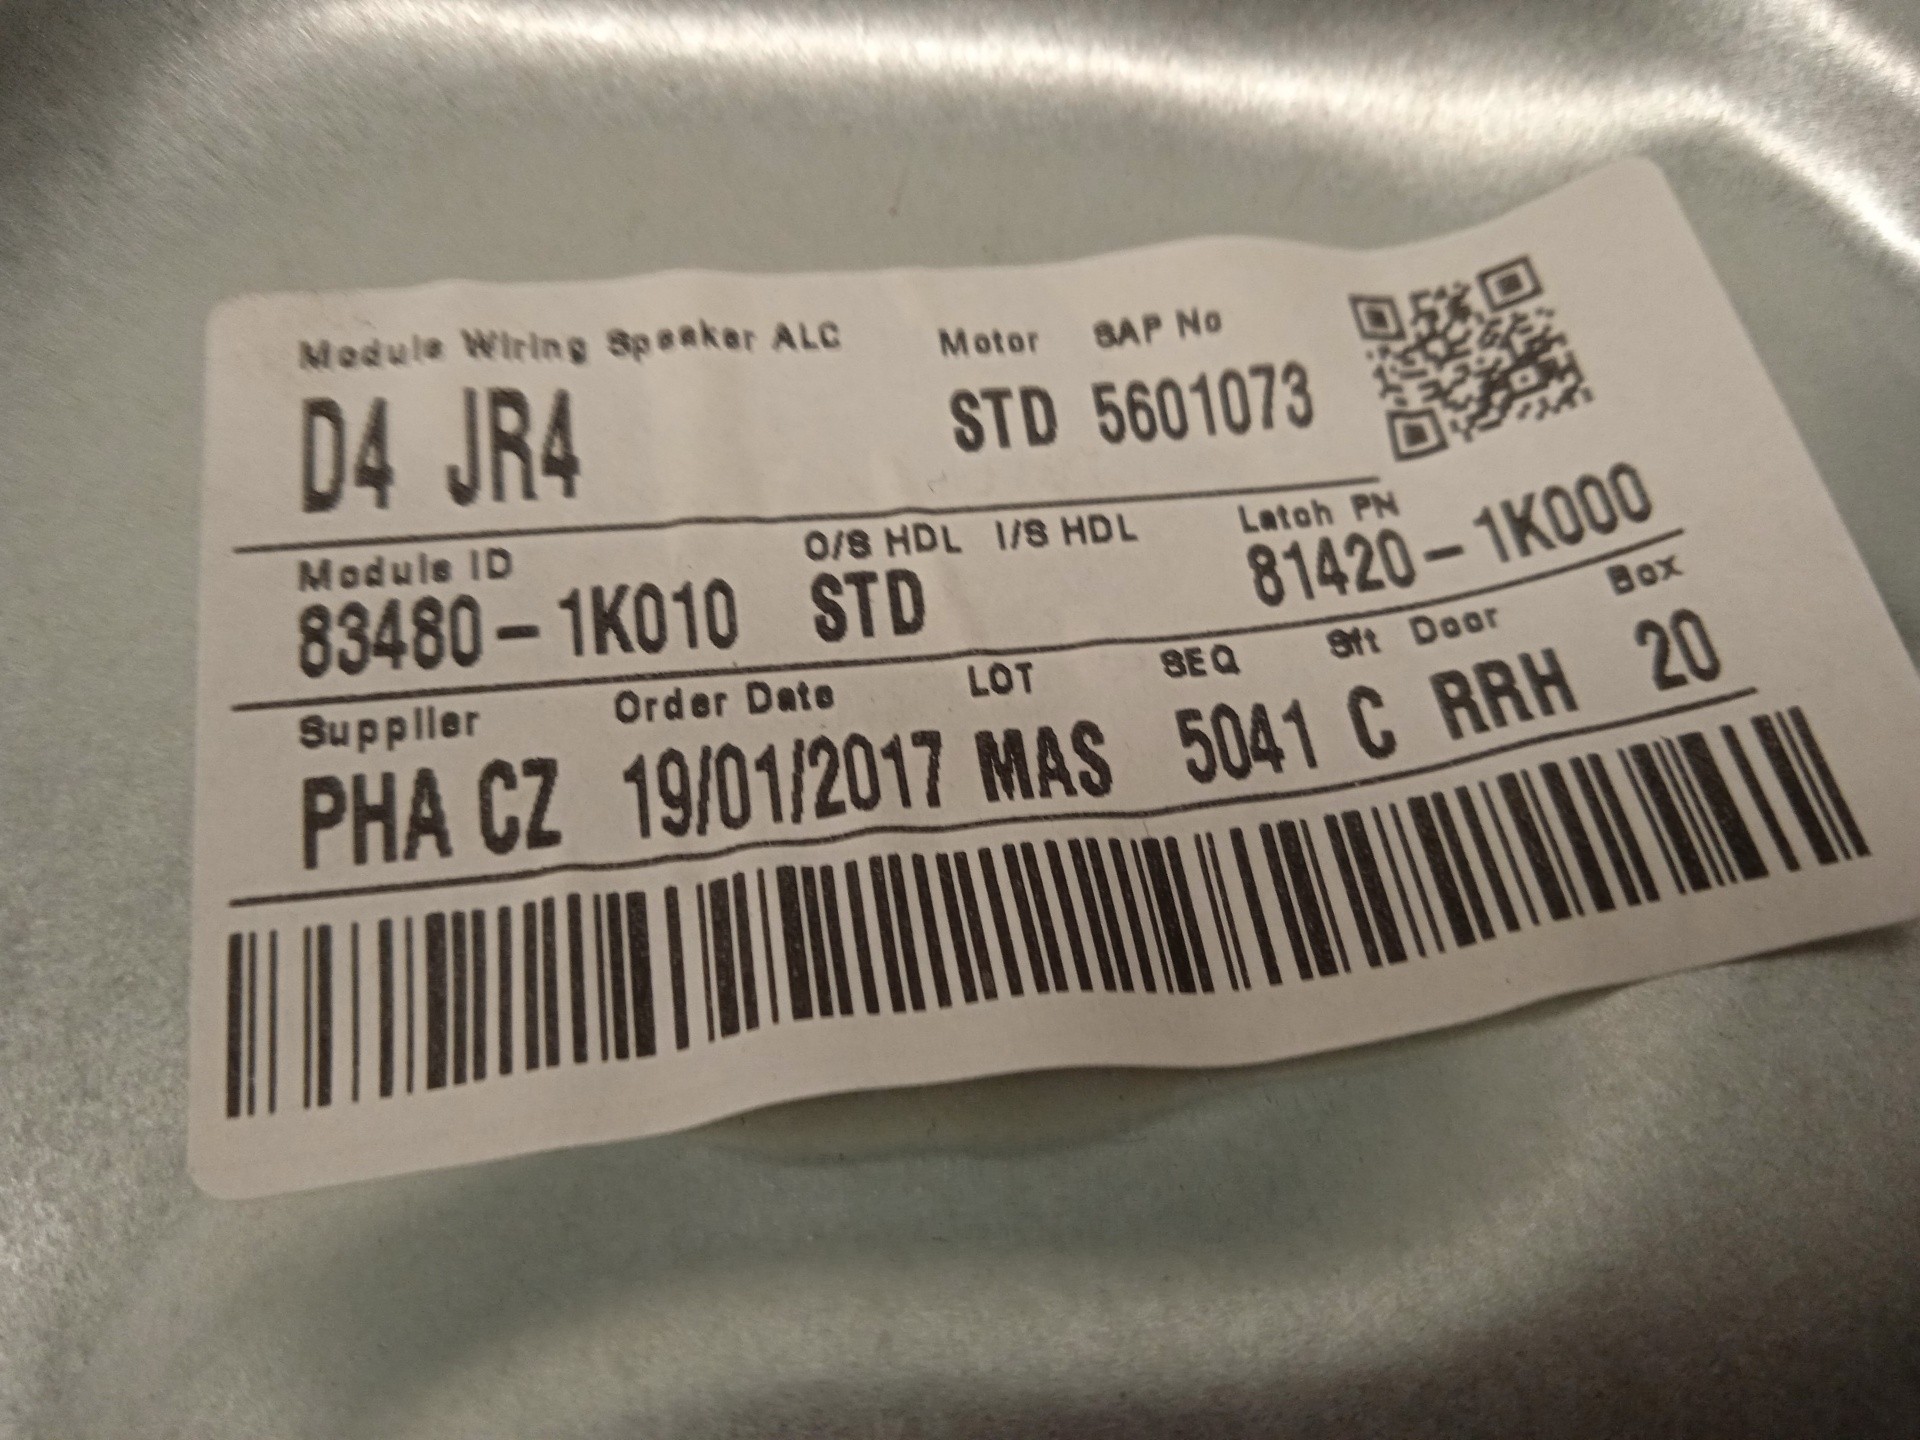 Module Wiring Speaker ALC Motor SAP No
D4 JR4 STD 5601073
Module ID O/S HDL I/S HDL Latch PN
83480-1K010 STD 81420-1K000
Supplier Order Date LOT SEQ Sft Door Box
PHA CZ 19/01/2017 MAS 5041 C RRH 20